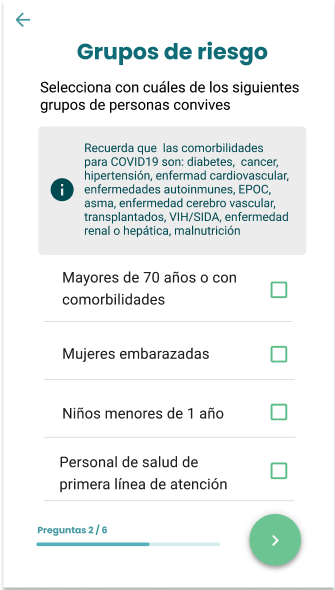 Grupos de riesgo
Selecciona con cuáles de los siguientes
grupos de personas convives
Recuerda que las comorbilidades
para COVID19 son: diabetes, cancer,
hipertensión, enfermad cardiovascular,
enfermedades autoinmunes, EPOC,
asma, enfermedad cerebro vascular,
transplantados, VIH/SIDA, enfermedad
renal o hepática, malnutrición
Mayores de 70 años o con
comorbilidades
Mujeres embarazadas
Niños menores de 1 año
Personal de salud de
primera línea de atención
Preguntas 2 / 6